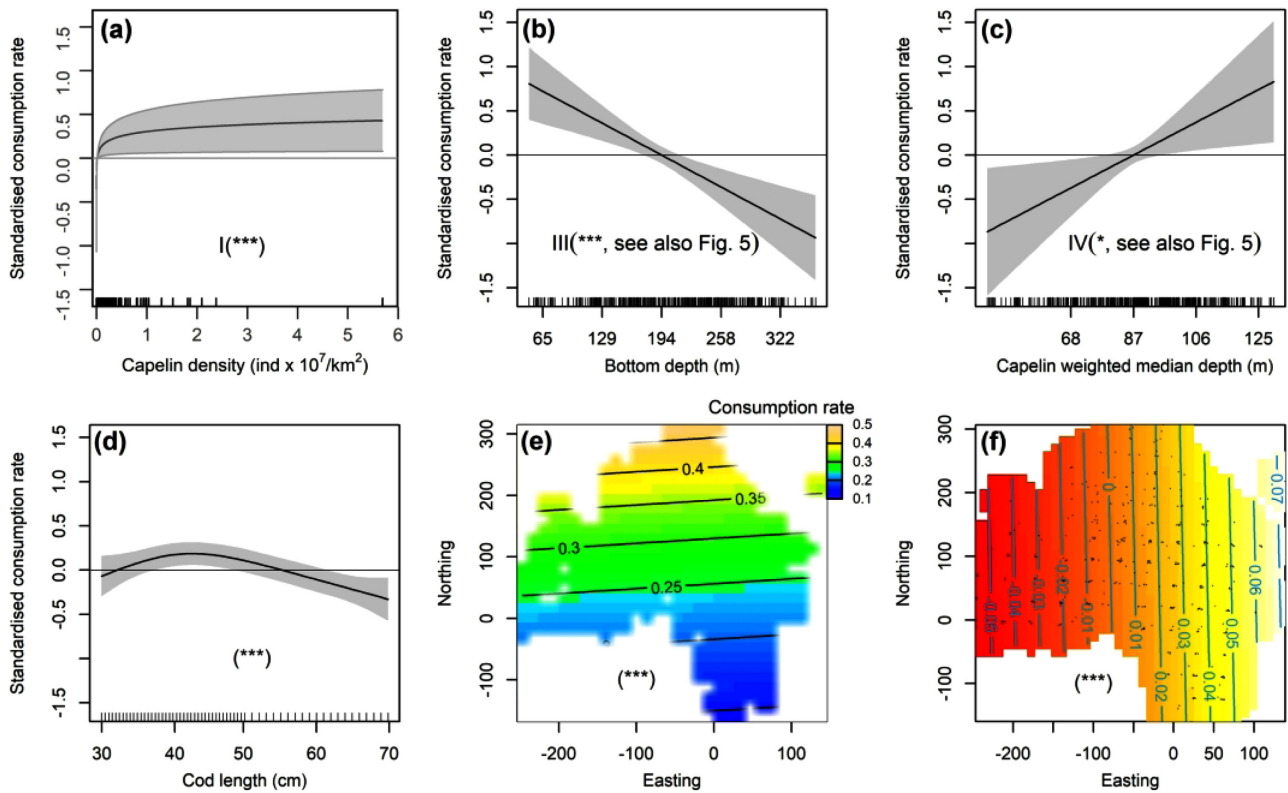 (a)
Standardised consumption rate
1.5
1.0
0.5
0.0
-0.5
-1.0
-1.5
I(***)
0 1 2 3 4 5 6
Capelin density (ind x 10⁷/km²)
(b)
Standardised consumption rate
1.5
1.0
0.5
0.0
-0.5
-1.5
III(***, see also Fig. 5)
65 129 194 258 322
Bottom depth (m)
(c)
Standardised consumption rate
1.5
1.0
0.5
0.0
-0.5
-1.5
IV(*, see also Fig. 5)
68 87 106 125
Capelin weighted median depth (m)
(d)
Standardised consumption rate
1.5
1.0
0.5
0.0
-0.5
-1.5
(***)
30 40 50 60 70
Cod length (cm)
(e)
Consumption rate
0.5
0.4
0.3
0.2
0.1
Northing
300
200
100
0
-100
0.4
0.35
0.3
0.25
(***)
-200 -100 0 100
Easting
(f)
Northing
300
200
100
0
-100
0.07
0
-0.04
-0.03
-0.02
-0.01
0.01
0.03
0.05
0.06
0.02
0.04
(***)
-200 -100 0 50 100
Easting